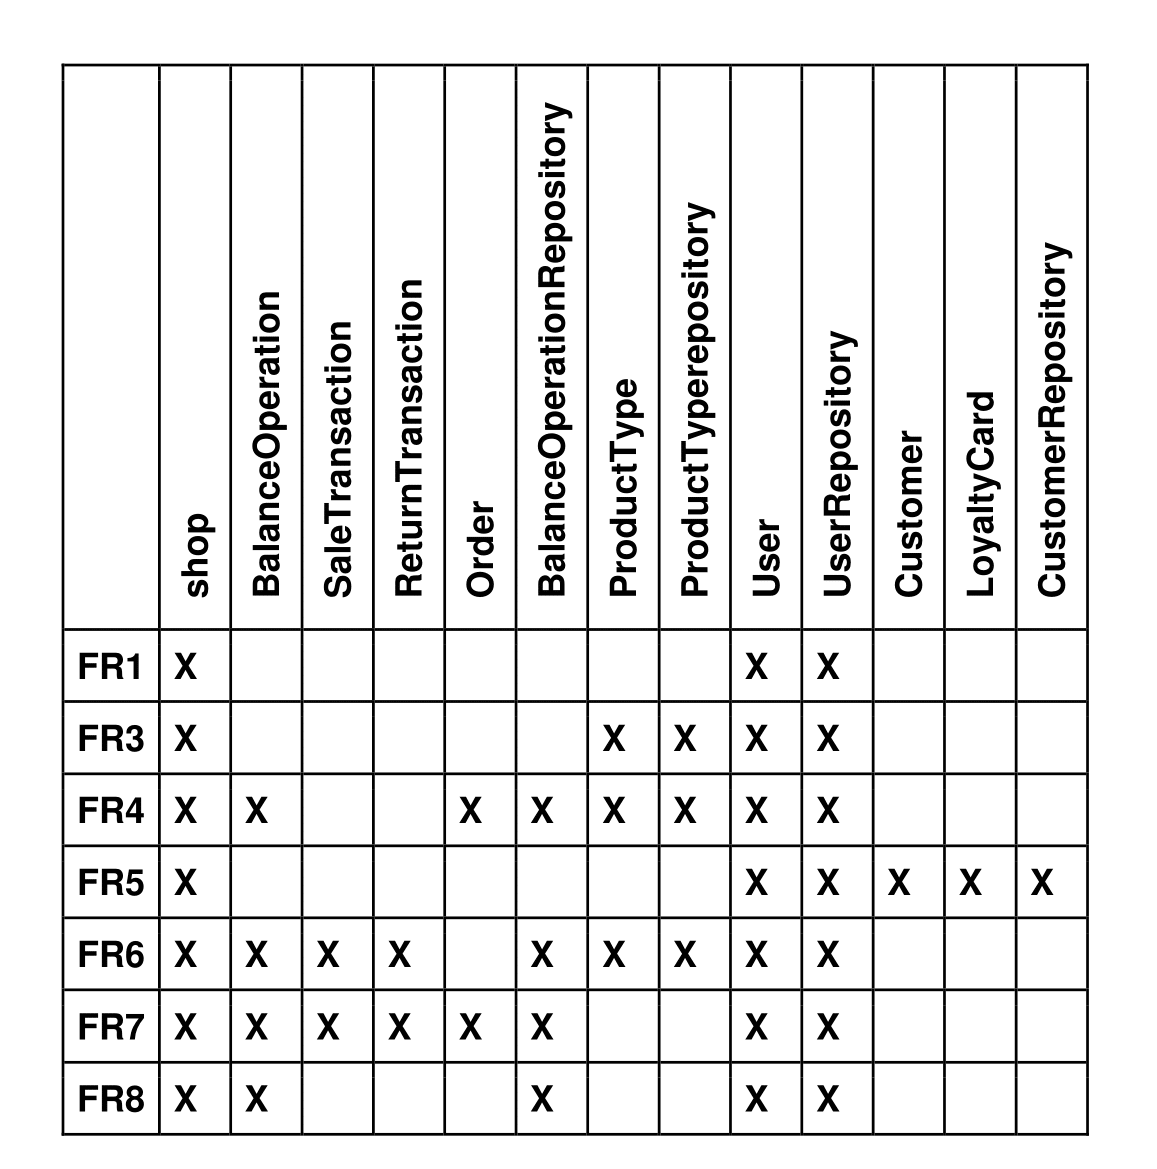 shop BalanceOperation SaleTransaction ReturnTransaction Order BalanceOperationRepository ProductType ProductTyperepository User UserRepository Customer LoyaltyCard CustomerRepository
FR1 X X X
FR3 X X X X X
FR4 X X X X X X X X
FR5 X X X X X X
FR6 X X X X X X X X X
FR7 X X X X X X X X
FR8 X X X X X